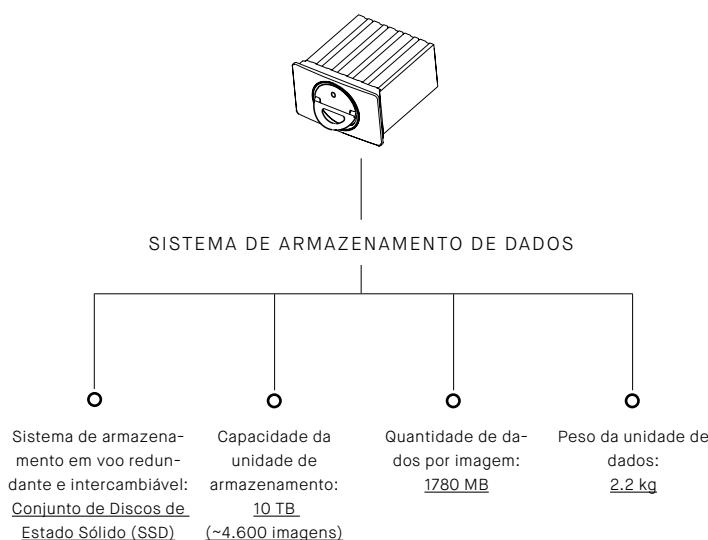 SISTEMA DE ARMAZENAMENTO DE DADOS
Sistema de armazena-
mento em voo redun-
dante e intercambiável:
Conjunto de Discos de
Estado Sólido (SSD)
Capacidade da
unidade de
armazenamento:
10 TB
(~4.600 imagens)
Quantidade de da-
dos por imagem:
1780 MB
Peso da unidade de
dados:
2.2 kg